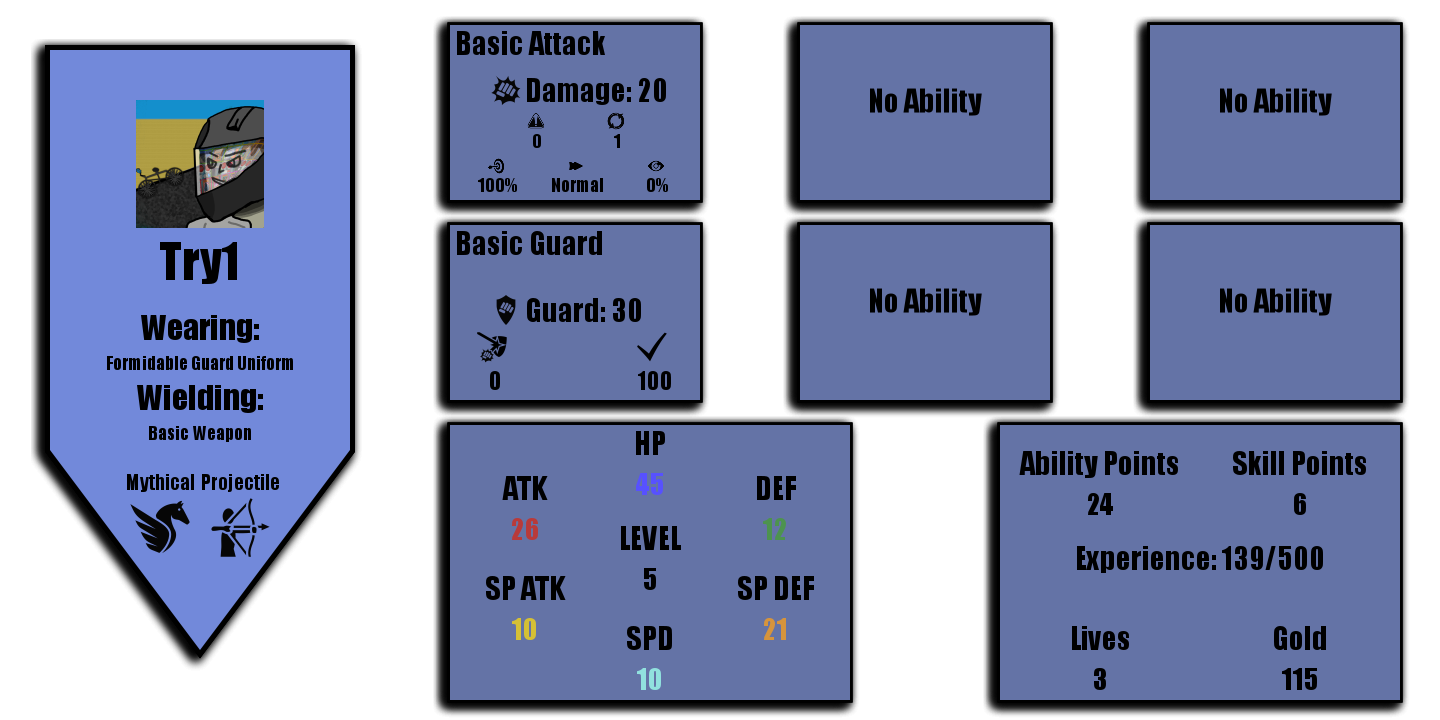 Try1
Wearing:
Formidable Guard Uniform
Wielding:
Basic Weapon
Mythical Projectile
Basic Attack
Damage: 20
0 1
100% Normal 0%
No Ability
No Ability
Basic Guard
Guard: 30
0 100
No Ability
No Ability
HP
45
ATK
26
DEF
12
LEVEL
5
SP ATK
10
SP DEF
21
SPD
10
Ability Points
24
Skill Points
6
Experience: 139/500
Lives
3
Gold
115